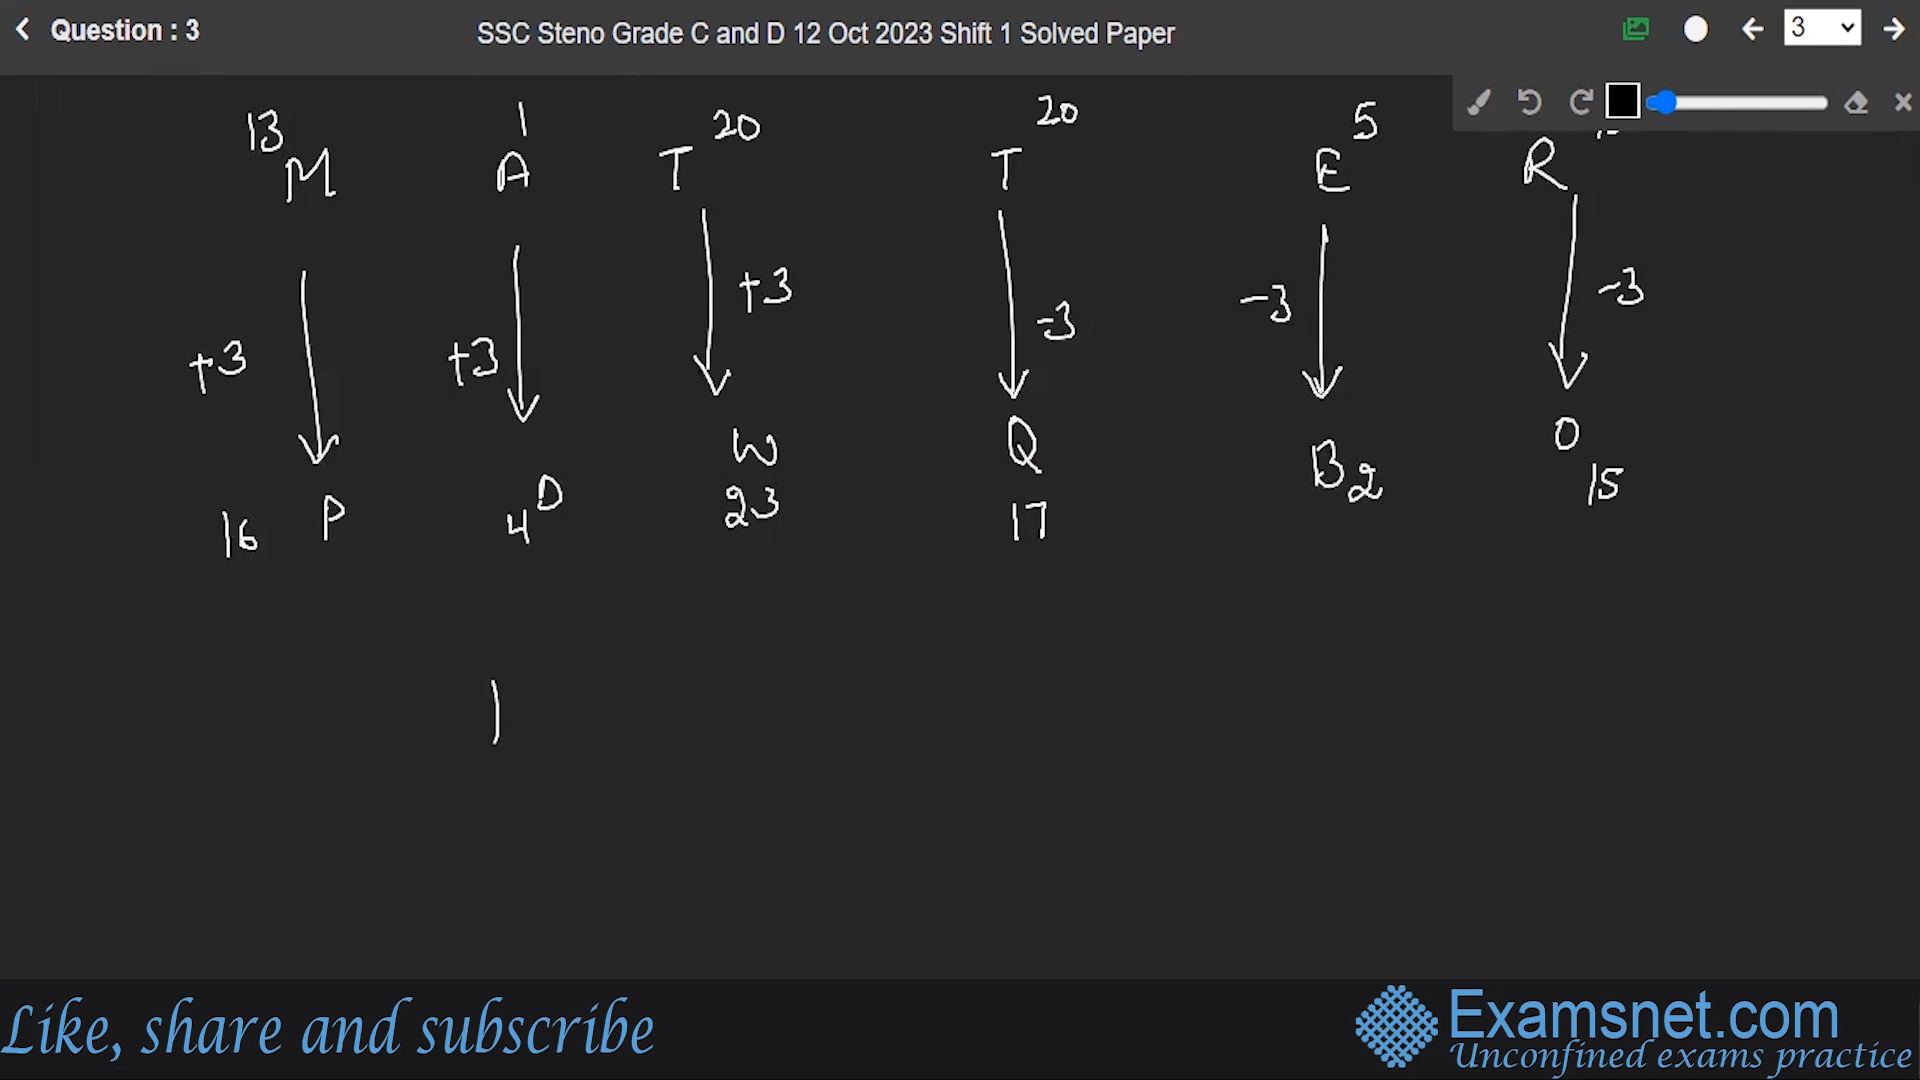 Question : 3
SSC Steno Grade C and D 12 Oct 2023 Shift 1 Solved Paper
3
13 1 20 20 5
M A T T E R
+3 +3 +3 -3 -3 -3
P D W Q B O
16 4 23 17 2 15
Like, share and subscribe
Examsnet.com
Unconfined exams practice